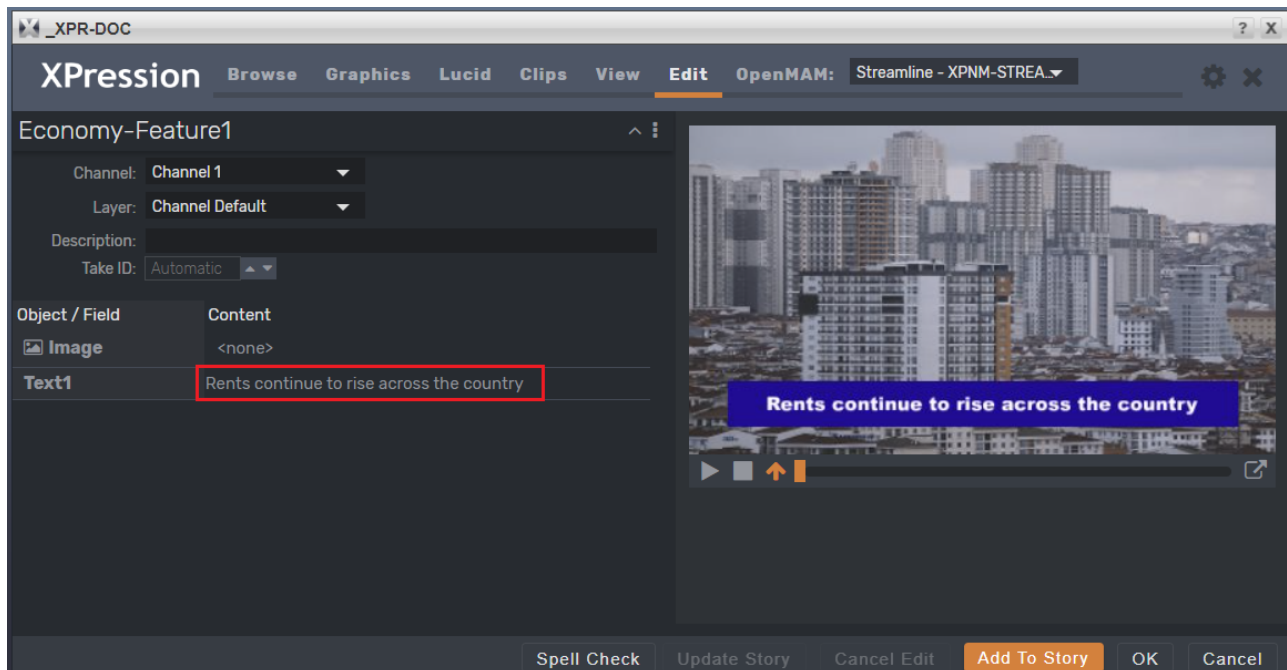 _XPR-DOC ? X
XPression Browse Graphics Lucid Clips View Edit OpenMAM: Streamline - XPNM-STREA...
Economy-Feature1
Channel: Channel 1
Layer: Channel Default
Description:
Take ID: Automatic
Object / Field Content
Image <none>
Text1 Rents continue to rise across the country
Rents continue to rise across the country
Spell Check Update Story Cancel Edit Add To Story OK Cancel